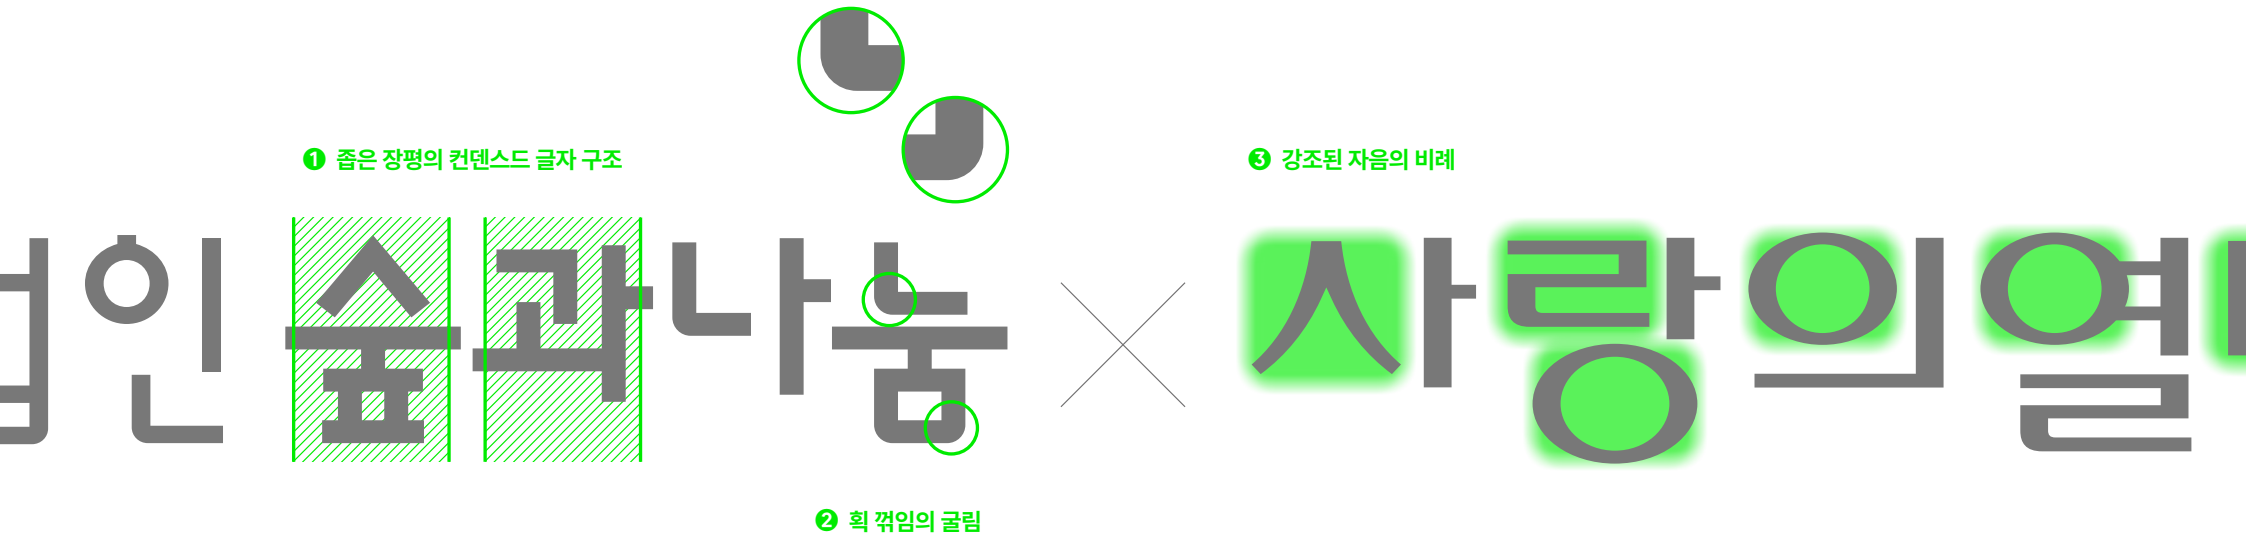 ❶ 좁은 장평의 컨덴스드 글자 구조
❸ 강조된 자음의 비례
인 숲과나눔 × 사랑의열
❷ 획 꺾임의 굴림